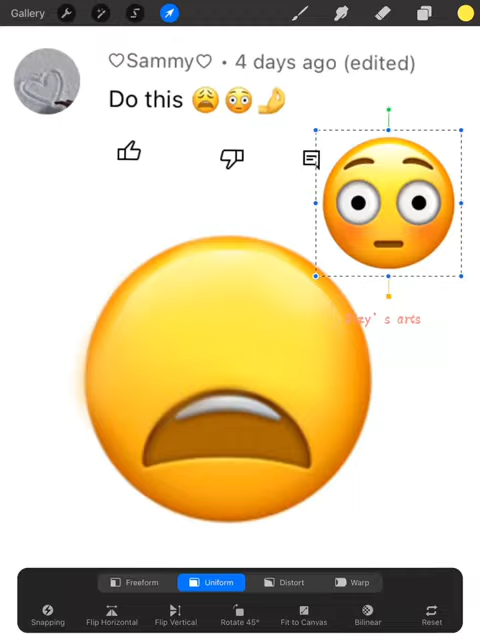 Gallery
♡Sammy♡ • 4 days ago (edited)
Do this 😩😳🤌
s arts
Freeform
Uniform
Distort
Warp
Snapping
Flip Horizontal
Flip Vertical
Rotate 45°
Fit to Canvas
Bilinear
Reset